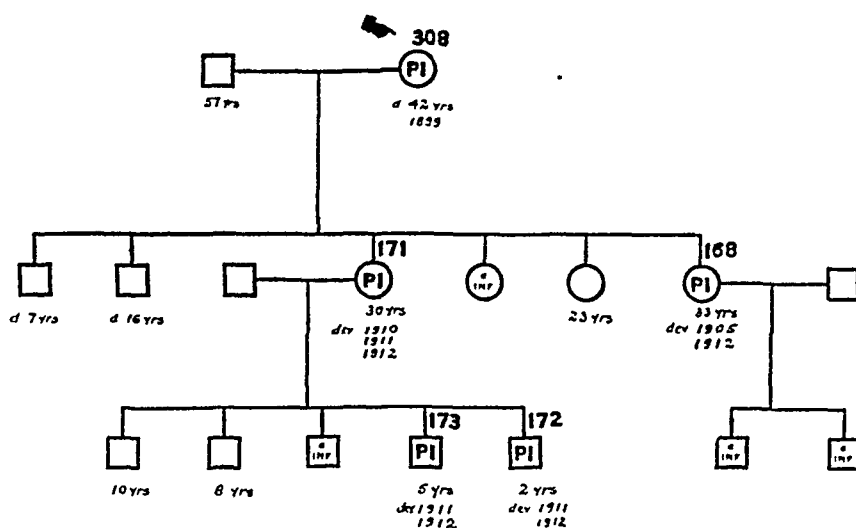 308
PI
57 yrs
d 42 yrs
1899
171
168
PI
d INF
PI
d 7 yrs
d 16 yrs
30 yrs
23 yrs
33 yrs
dev 1910
dev 1905
1911
1912
1912
173
172
d INF
PI
PI
d INF
d INF
10 yrs
8 yrs
5 yrs
2 yrs
dev 1911
dev 1911
1912
1912